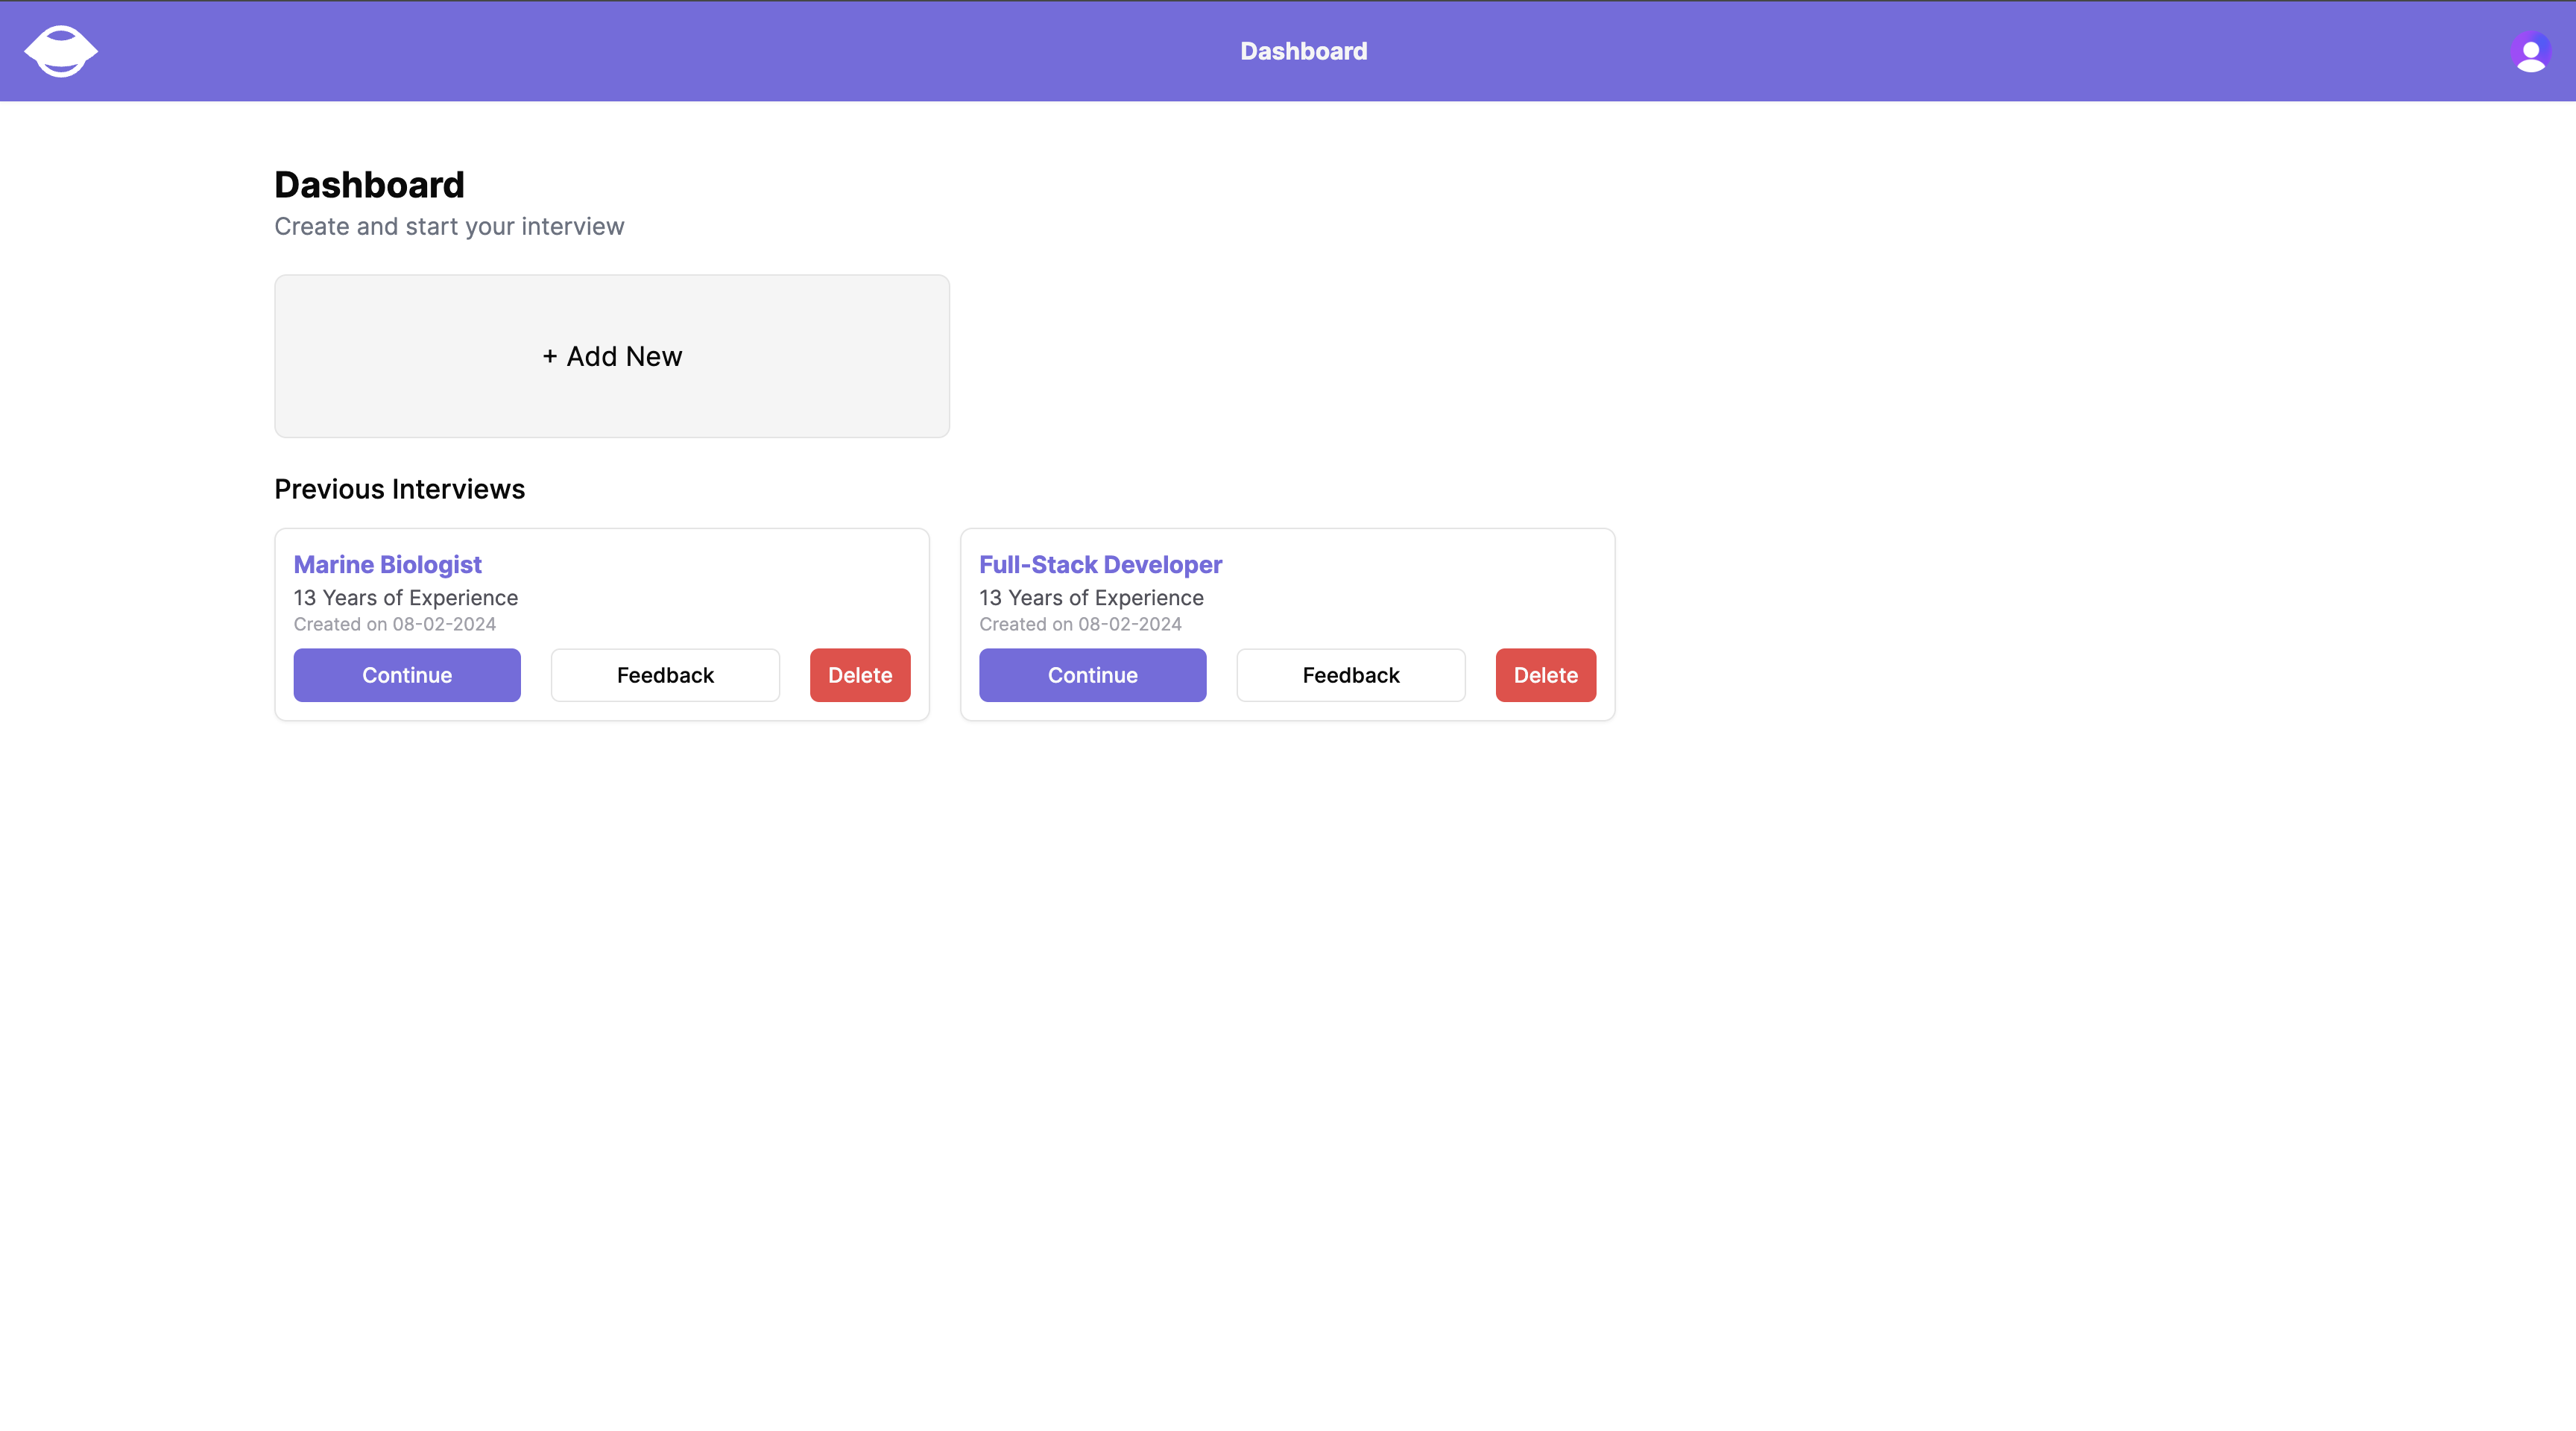 Dashboard
Dashboard
Create and start your interview
+ Add New
Previous Interviews
Marine Biologist
13 Years of Experience
Created on 08-02-2024
Continue Feedback Delete
Full-Stack Developer
13 Years of Experience
Created on 08-02-2024
Continue Feedback Delete